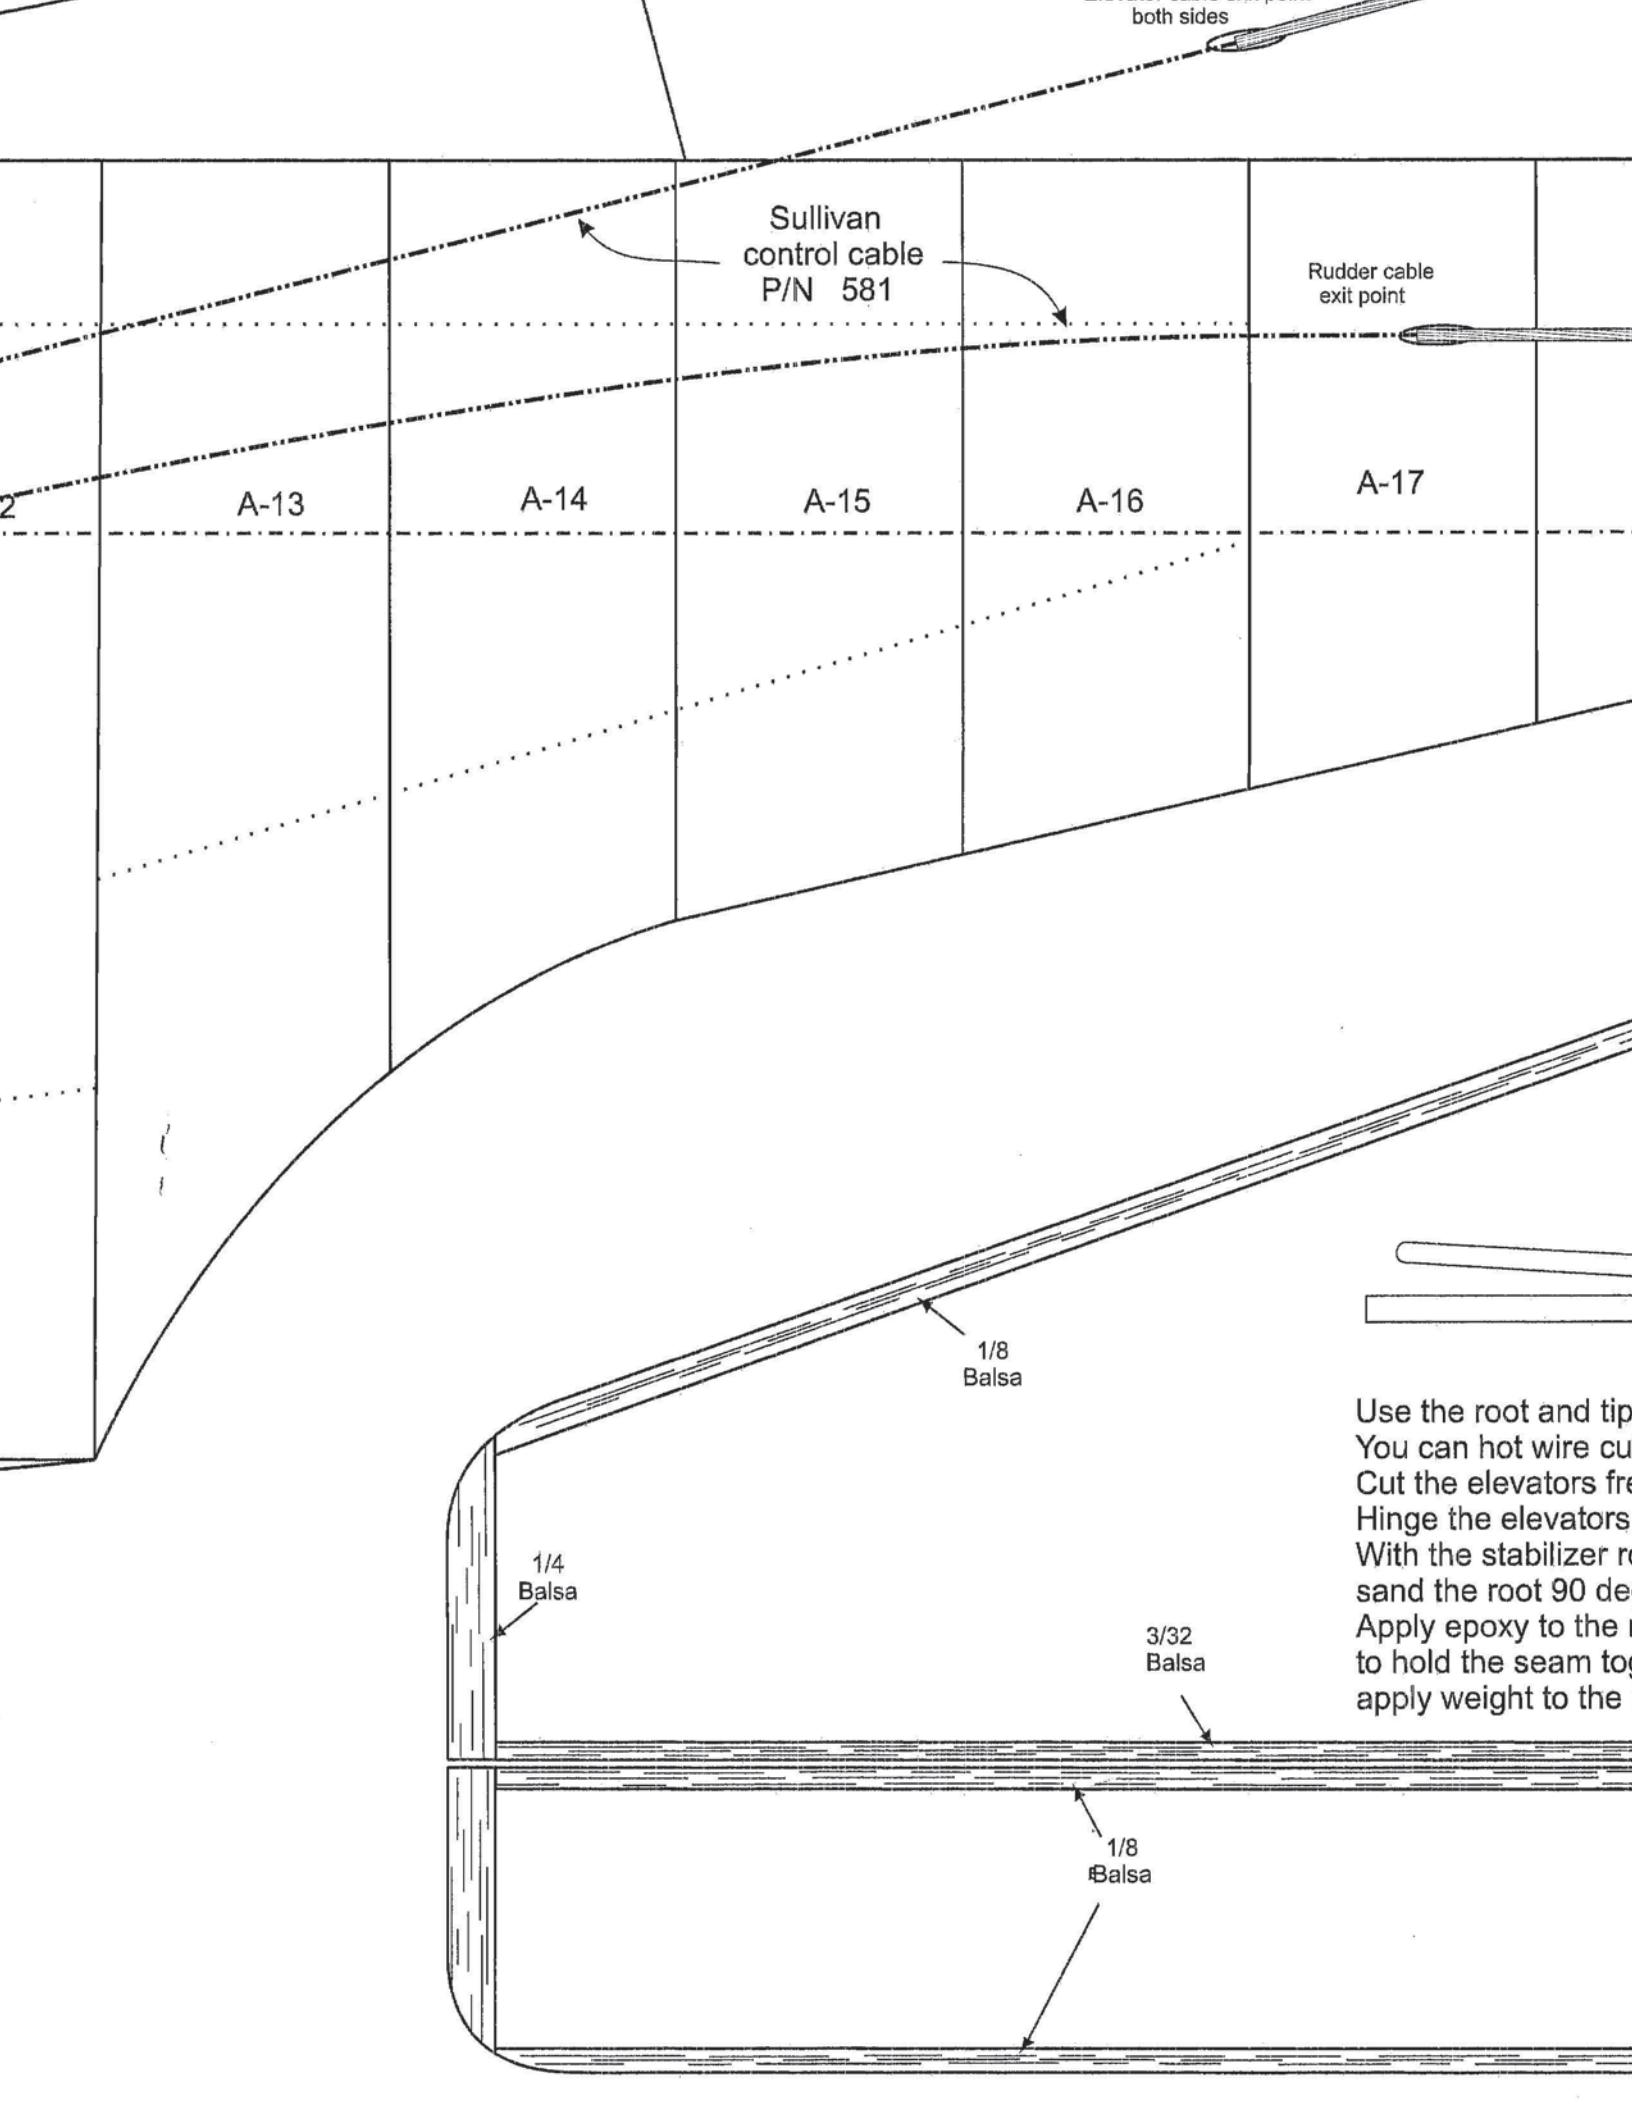 both sides
Sullivan
control cable
P/N 581
Rudder cable
exit point
2
A-13
A-14
A-15
A-16
A-17
1/8
Balsa
Use the root and tip
You can hot wire cu
Cut the elevators fre
Hinge the elevators
With the stabilizer ro
sand the root 90 de
Apply epoxy to the
to hold the seam tog
apply weight to the
1/4
Balsa
3/32
Balsa
1/8
Balsa